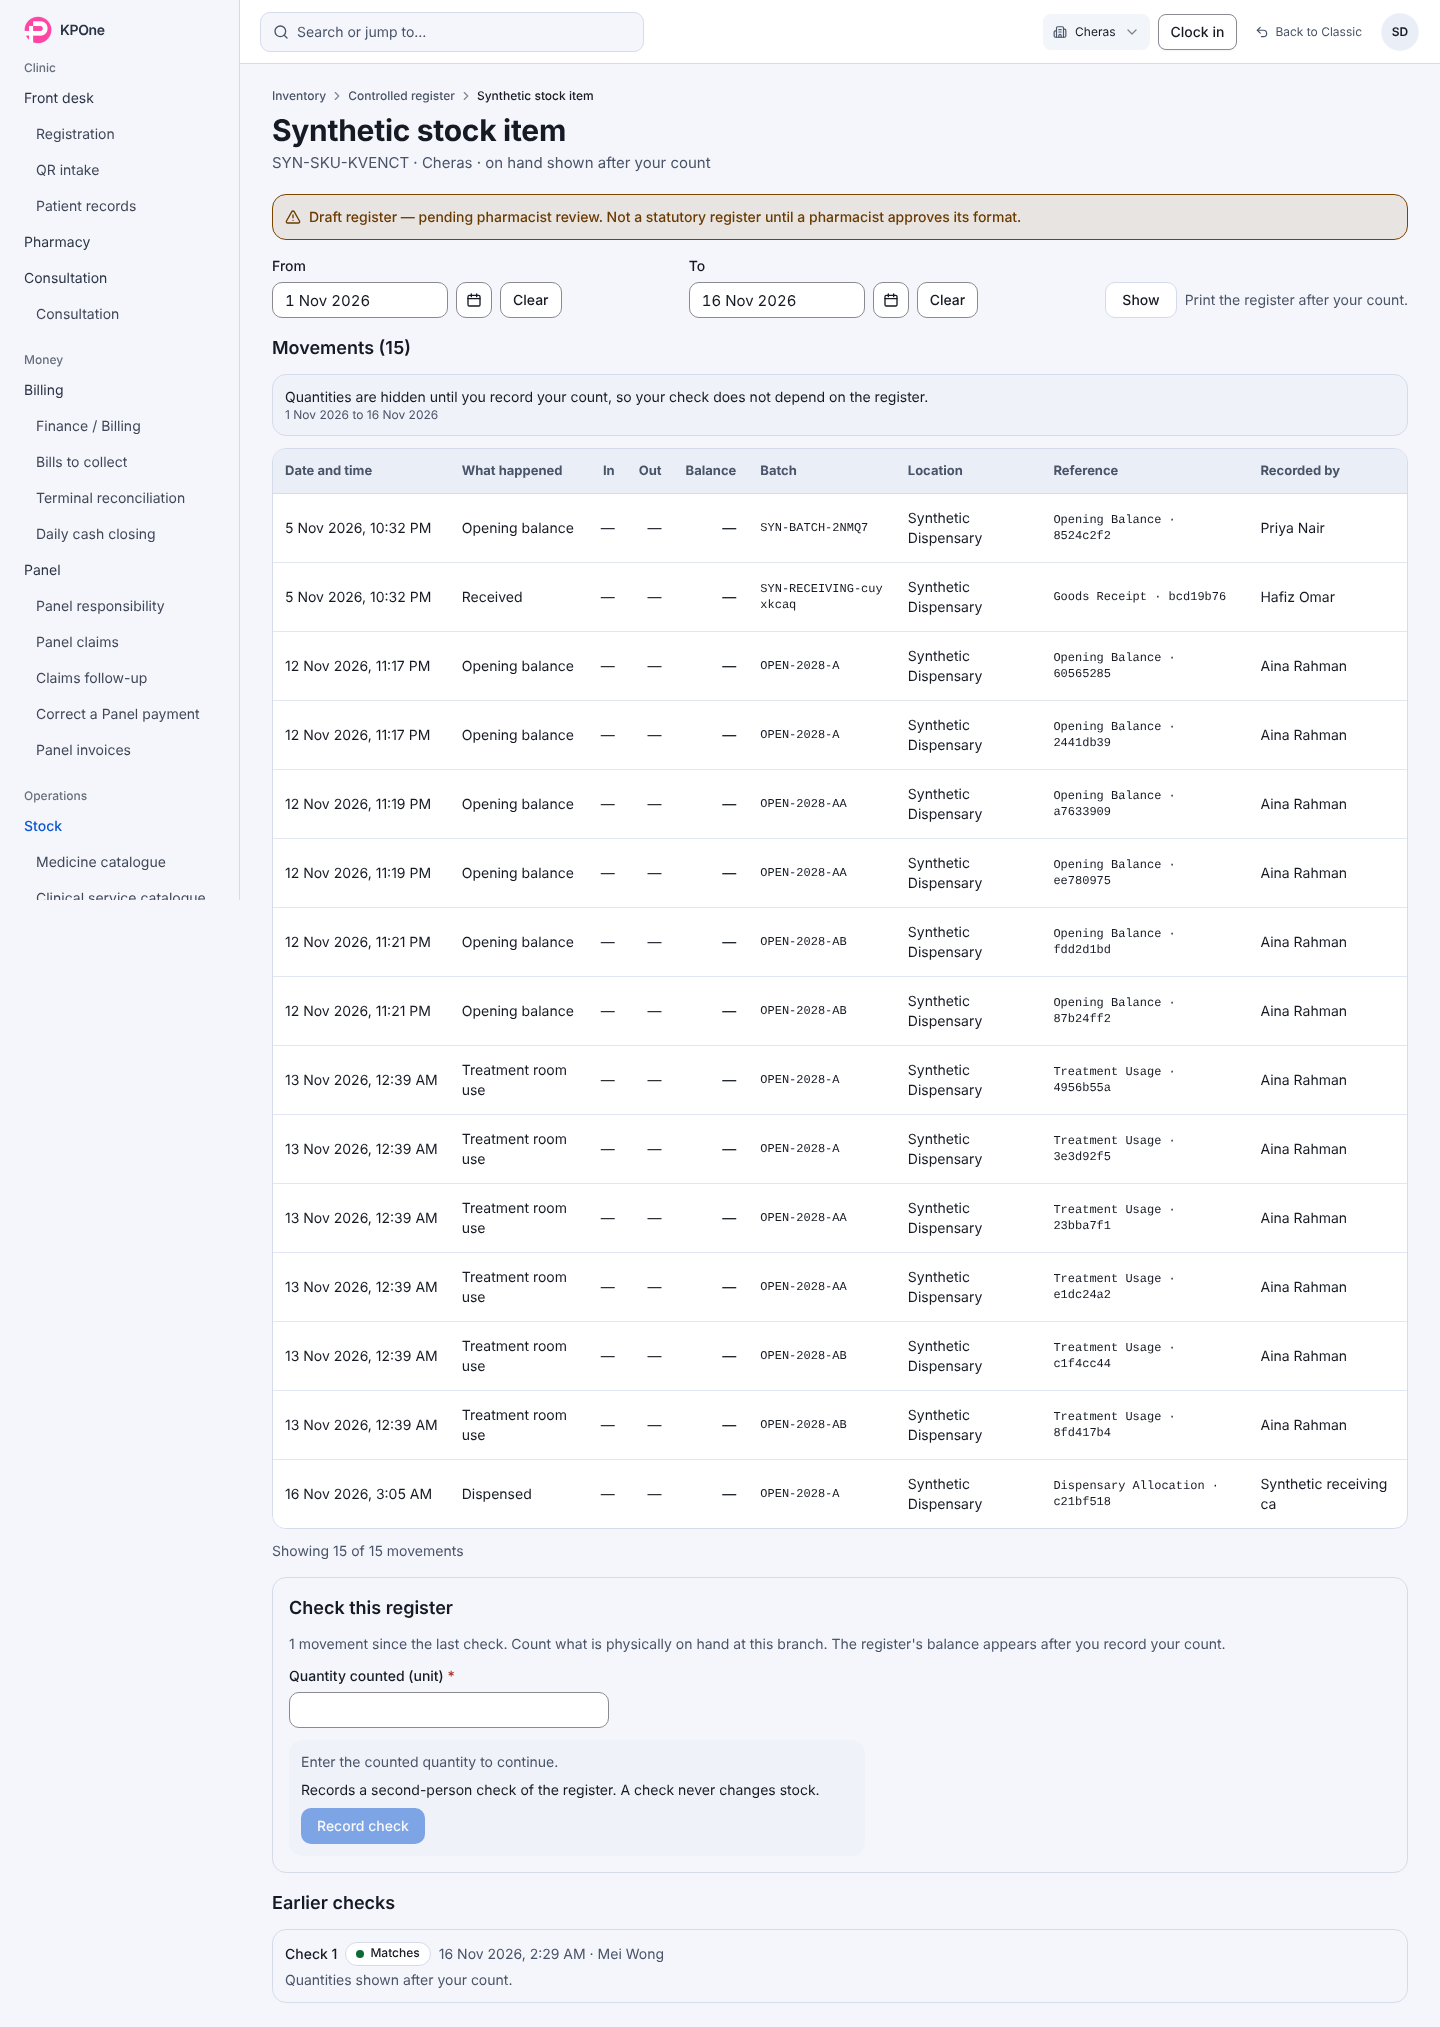 KPOne
Search or jump to...
Cheras
Clock in
Back to Classic
SD
Clinic
Front desk
Registration
QR intake
Patient records
Pharmacy
Consultation
Consultation
Money
Billing
Finance / Billing
Bills to collect
Terminal reconciliation
Daily cash closing
Panel
Panel responsibility
Panel claims
Claims follow-up
Correct a Panel payment
Panel invoices
Operations
Stock
Medicine catalogue
Clinical service catalogue
Inventory > Controlled register > Synthetic stock item
Synthetic stock item
SYN-SKU-KVENCT · Cheras · on hand shown after your count
Draft register — pending pharmacist review. Not a statutory register until a pharmacist approves its format.
From
To
1 Nov 2026
Clear
16 Nov 2026
Clear
Show
Print the register after your count.
Movements (15)
Quantities are hidden until you record your count, so your check does not depend on the register.
1 Nov 2026 to 16 Nov 2026
Date and time What happened In Out Balance Batch Location Reference Recorded by
5 Nov 2026, 10:32 PM Opening balance — — — SYN-BATCH-2NMQ7 Synthetic Dispensary Opening Balance · 8524c2f2 Priya Nair
5 Nov 2026, 10:32 PM Received — — — SYN-RECEIVING-cuyxkcaq Synthetic Dispensary Goods Receipt · bcd19b76 Hafiz Omar
12 Nov 2026, 11:17 PM Opening balance — — — OPEN-2028-A Synthetic Dispensary Opening Balance · 60565285 Aina Rahman
12 Nov 2026, 11:17 PM Opening balance — — — OPEN-2028-A Synthetic Dispensary Opening Balance · 2441db39 Aina Rahman
12 Nov 2026, 11:19 PM Opening balance — — — OPEN-2028-AA Synthetic Dispensary Opening Balance · a7633909 Aina Rahman
12 Nov 2026, 11:19 PM Opening balance — — — OPEN-2028-AA Synthetic Dispensary Opening Balance · ee780975 Aina Rahman
12 Nov 2026, 11:21 PM Opening balance — — — OPEN-2028-AB Synthetic Dispensary Opening Balance · fdd2d1bd Aina Rahman
12 Nov 2026, 11:21 PM Opening balance — — — OPEN-2028-AB Synthetic Dispensary Opening Balance · 87b24ff2 Aina Rahman
13 Nov 2026, 12:39 AM Treatment room use — — — OPEN-2028-A Synthetic Dispensary Treatment Usage · 4956b55a Aina Rahman
13 Nov 2026, 12:39 AM Treatment room use — — — OPEN-2028-A Synthetic Dispensary Treatment Usage · 3e3d92f5 Aina Rahman
13 Nov 2026, 12:39 AM Treatment room use — — — OPEN-2028-AA Synthetic Dispensary Treatment Usage · 23bba7f1 Aina Rahman
13 Nov 2026, 12:39 AM Treatment room use — — — OPEN-2028-AA Synthetic Dispensary Treatment Usage · e1dc24a2 Aina Rahman
13 Nov 2026, 12:39 AM Treatment room use — — — OPEN-2028-AB Synthetic Dispensary Treatment Usage · c1f4cc44 Aina Rahman
13 Nov 2026, 12:39 AM Treatment room use — — — OPEN-2028-AB Synthetic Dispensary Treatment Usage · 8fd417b4 Aina Rahman
16 Nov 2026, 3:05 AM Dispensed — — — OPEN-2028-A Synthetic Dispensary Dispensary Allocation · c21bf518 Synthetic receiving ca
Showing 15 of 15 movements
Check this register
1 movement since the last check. Count what is physically on hand at this branch. The register's balance appears after you record your count.
Quantity counted (unit) *
Enter the counted quantity to continue.
Records a second-person check of the register. A check never changes stock.
Record check
Earlier checks
Check 1 Matches 16 Nov 2026, 2:29 AM · Mei Wong
Quantities shown after your count.